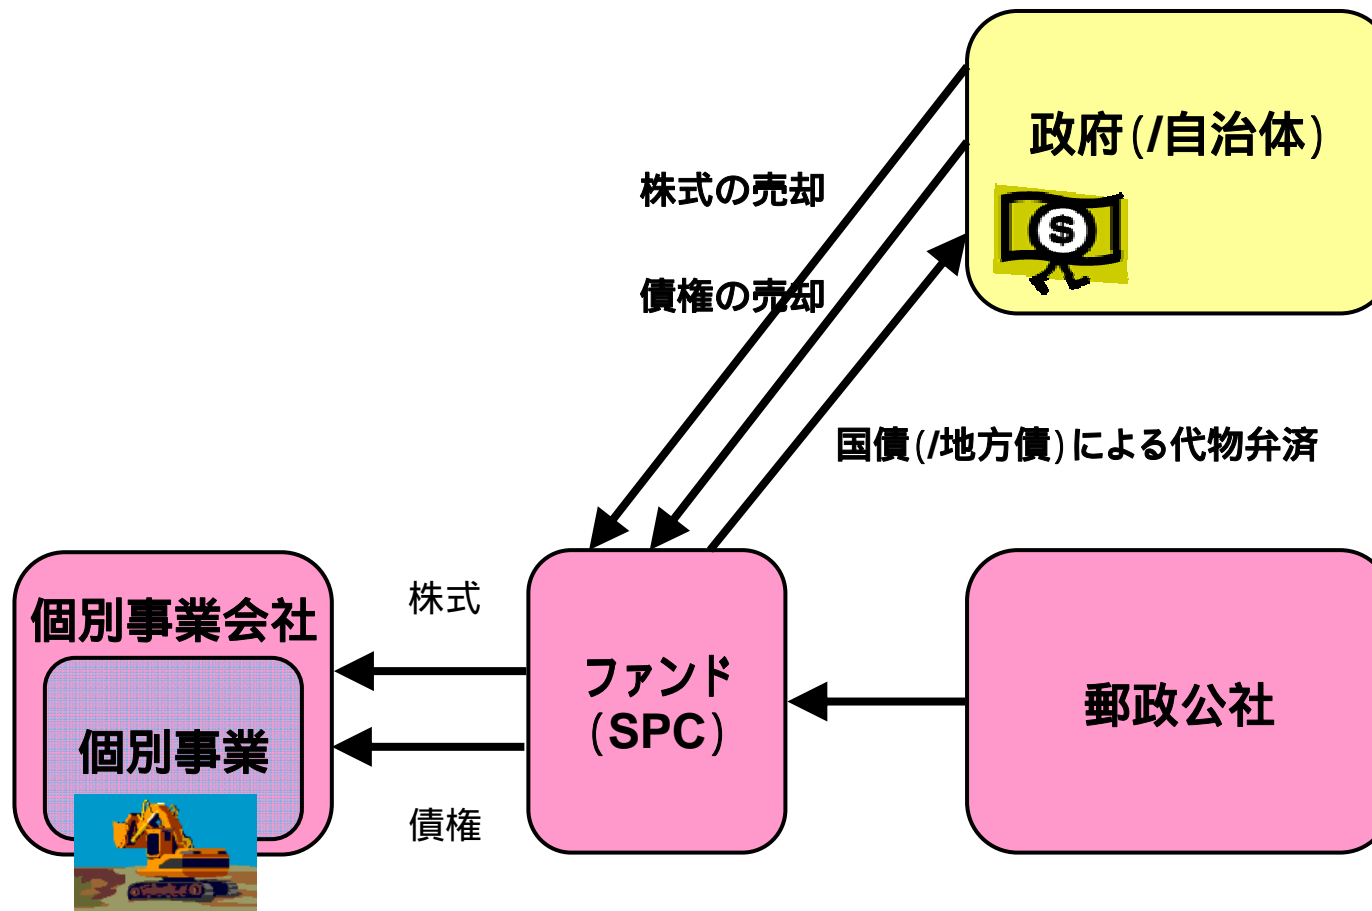 政府(/自治体)
$
株式の売却
債権の売却
国債(/地方債)による代物弁済
個別事業会社
個別事業
株式
債権
ファンド
(SPC)
郵政公社